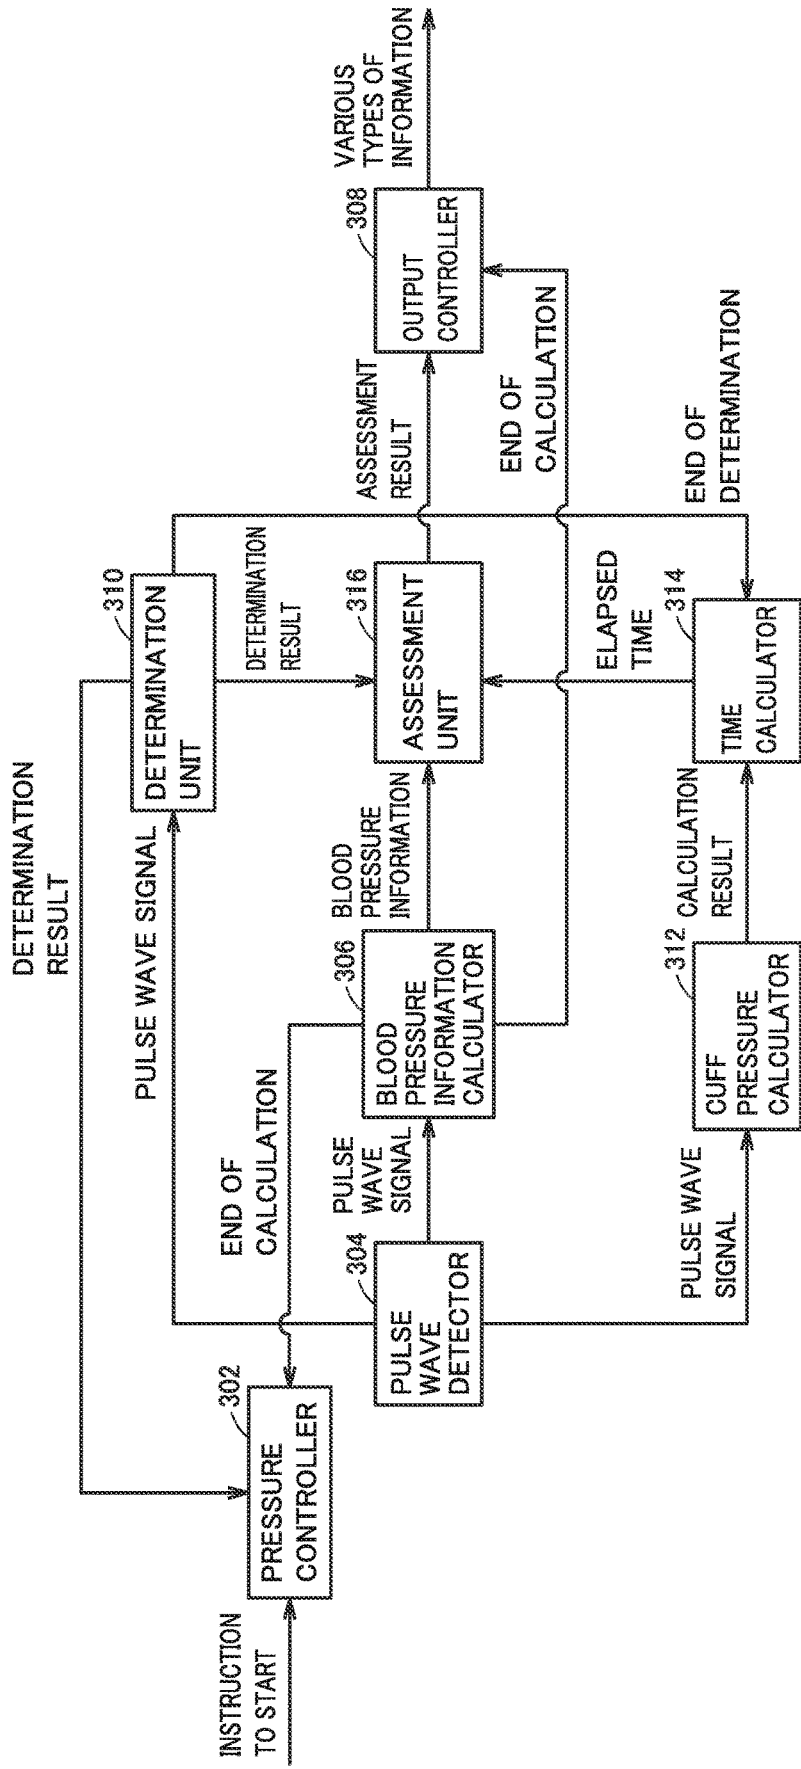 DETERMINATION
RESULT
PULSE WAVE SIGNAL
310
DETERMINATION
UNIT
DETERMINATION
RESULT
INSTRUCTION
TO START
302
PRESSURE
CONTROLLER
END OF
CALCULATION
304
PULSE
WAVE
DETECTOR
PULSE
WAVE
SIGNAL
306
BLOOD
PRESSURE
INFORMATION
CALCULATOR
BLOOD
PRESSURE
INFORMATION
316
ASSESSMENT
UNIT
ASSESSMENT
RESULT
308
OUTPUT
CONTROLLER
VARIOUS
TYPES OF
INFORMATION
END OF
CALCULATION
PULSE WAVE
SIGNAL
312
CUFF
PRESSURE
CALCULATOR
CALCULATION
RESULT
314
TIME
CALCULATOR
ELAPSED
TIME
END OF
DETERMINATION